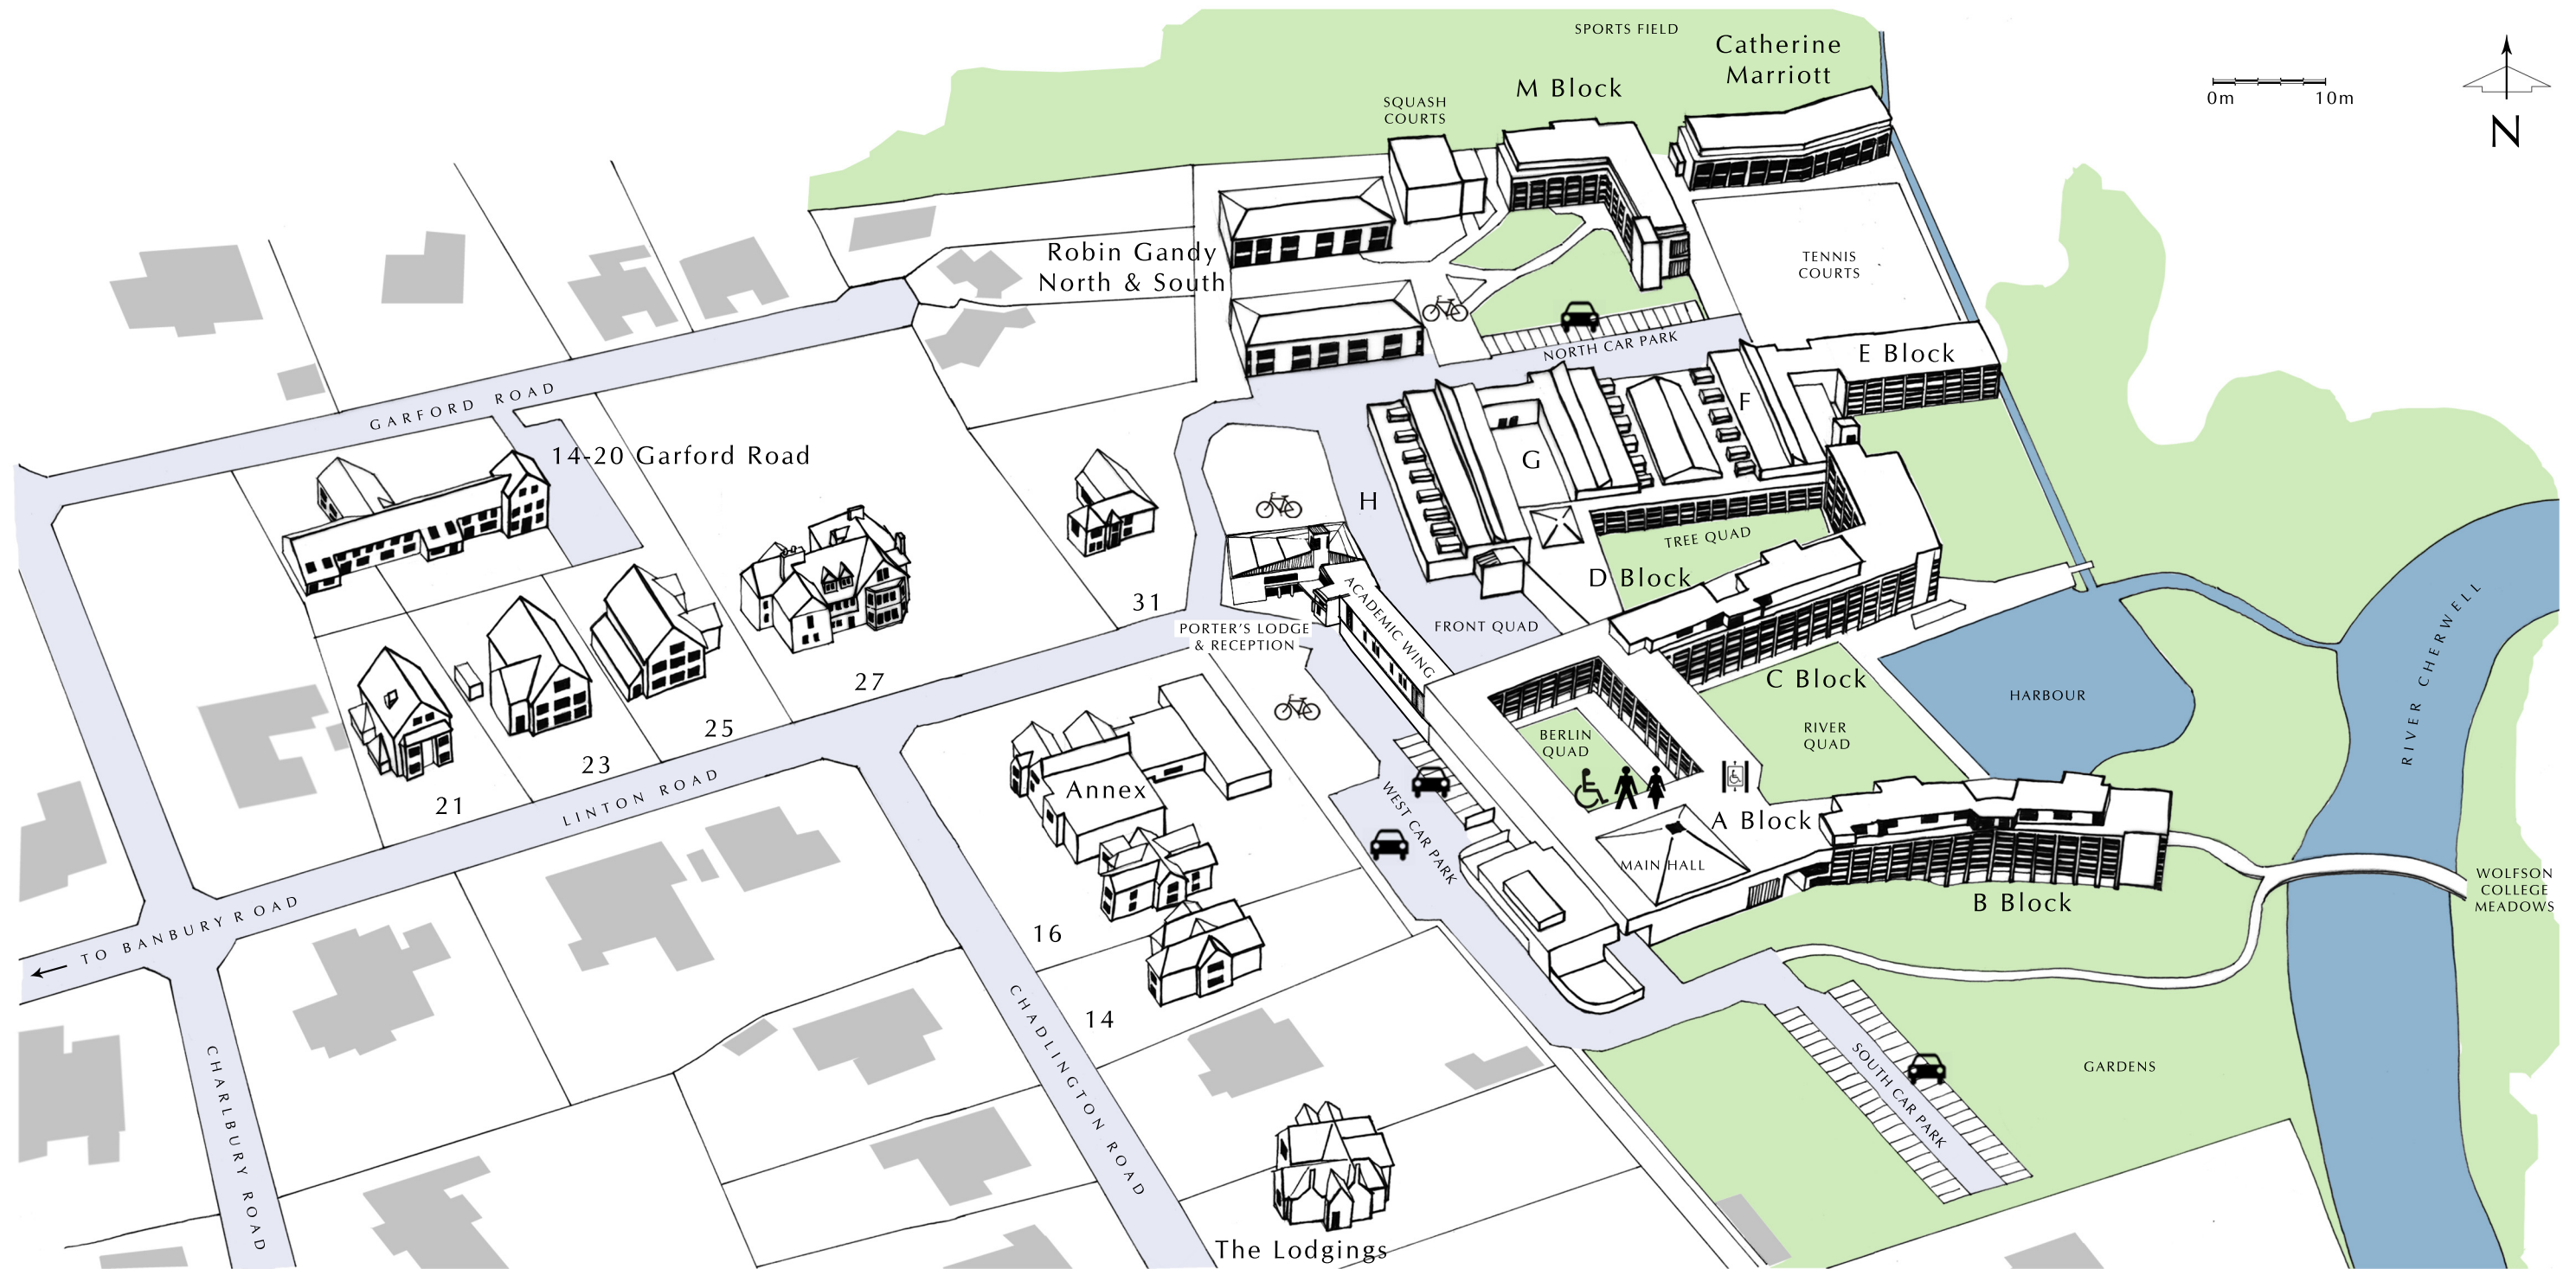 SPORTS FIELD
Catherine
Marriott
M Block
SQUASH
COURTS
0m 10m
N
Robin Gandy
North & South
TENNIS
COURTS
NORTH CAR PARK
E Block
GARFORD ROAD
F
14-20 Garford Road
G
H
TREE QUAD
D Block
ACADEMIC WING
31
PORTER'S LODGE
& RECEPTION
FRONT QUAD
RIVER CHERWELL
27
C Block
HARBOUR
25
BERLIN
QUAD
RIVER
QUAD
23
21
LINTON ROAD
Annex
WEST CAR PARK
A Block
MAIN HALL
WOLFSON
COLLEGE
MEADOWS
B Block
TO BANBURY ROAD
16
14
CHADLINGTON ROAD
CHARLBURY ROAD
SOUTH CAR PARK
GARDENS
The Lodgings